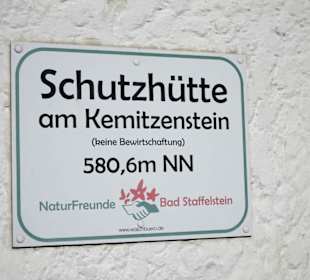 Schutzhütte
am Kemitzenstein
(keine Bewirtschaftung)
580,6m NN
NaturFreunde Bad Staffelstein